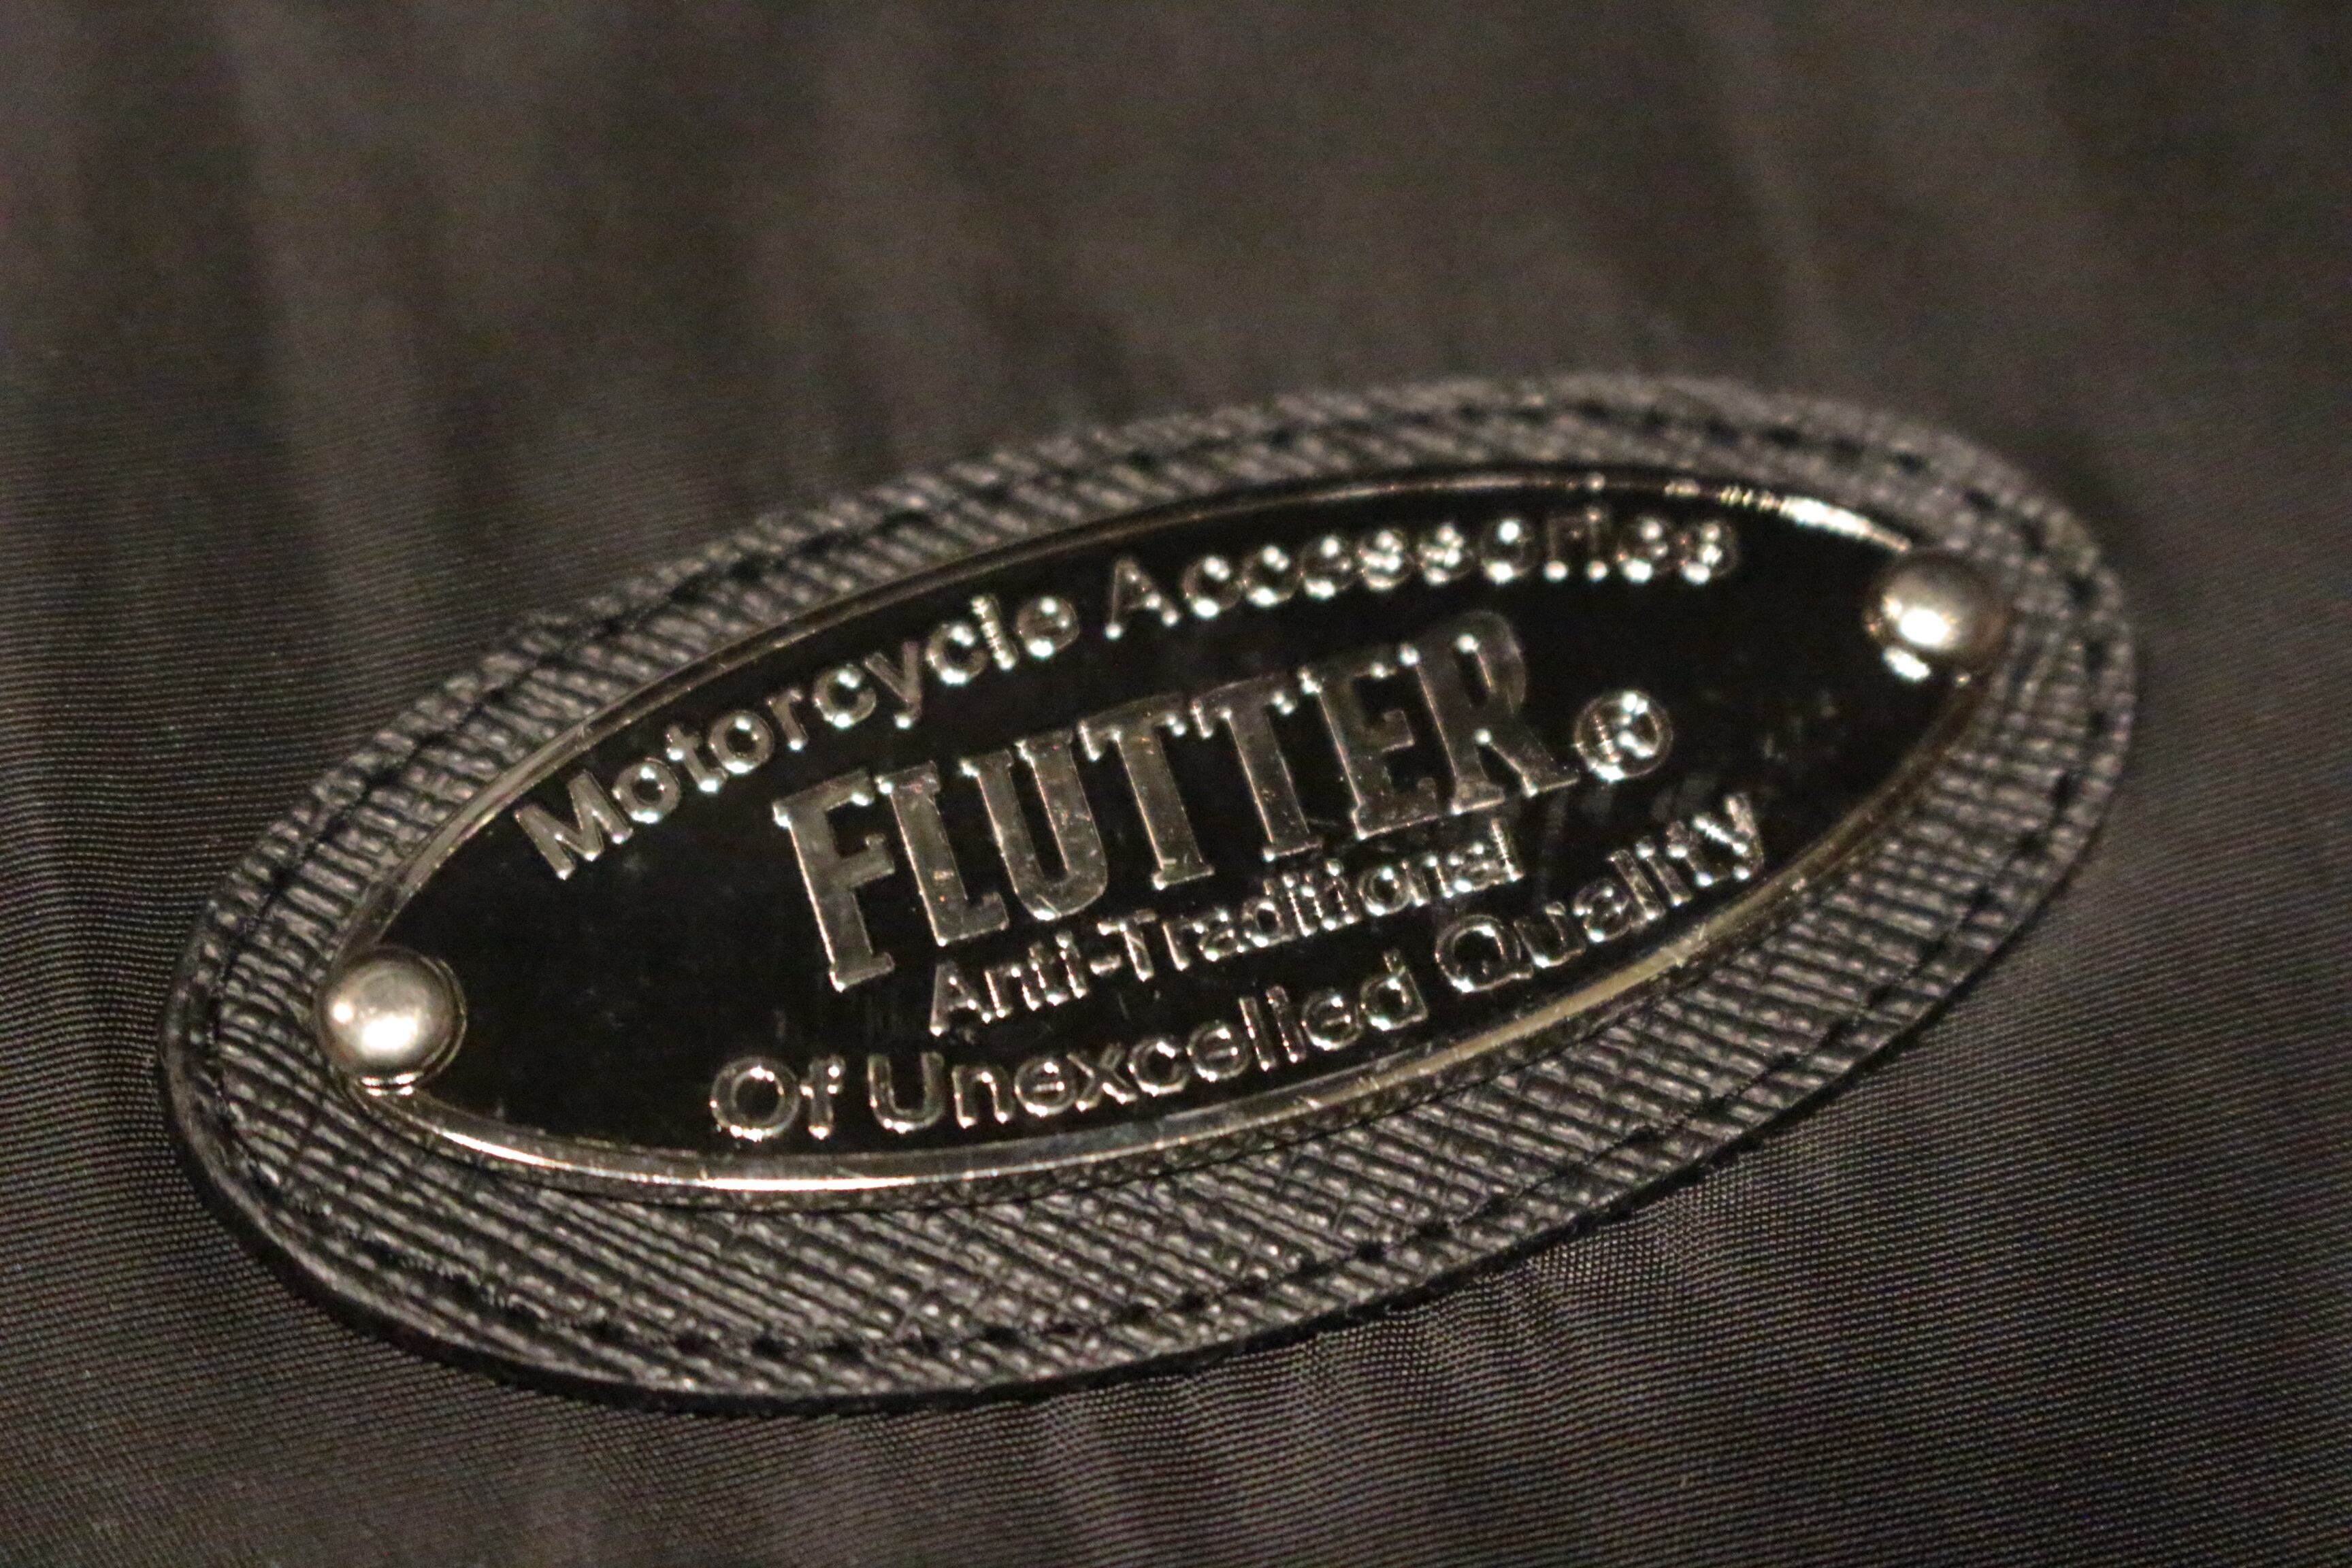 Motorcycle Accessories
FLUTTER®
Anti-Traditional
Of Unexcelled Quality